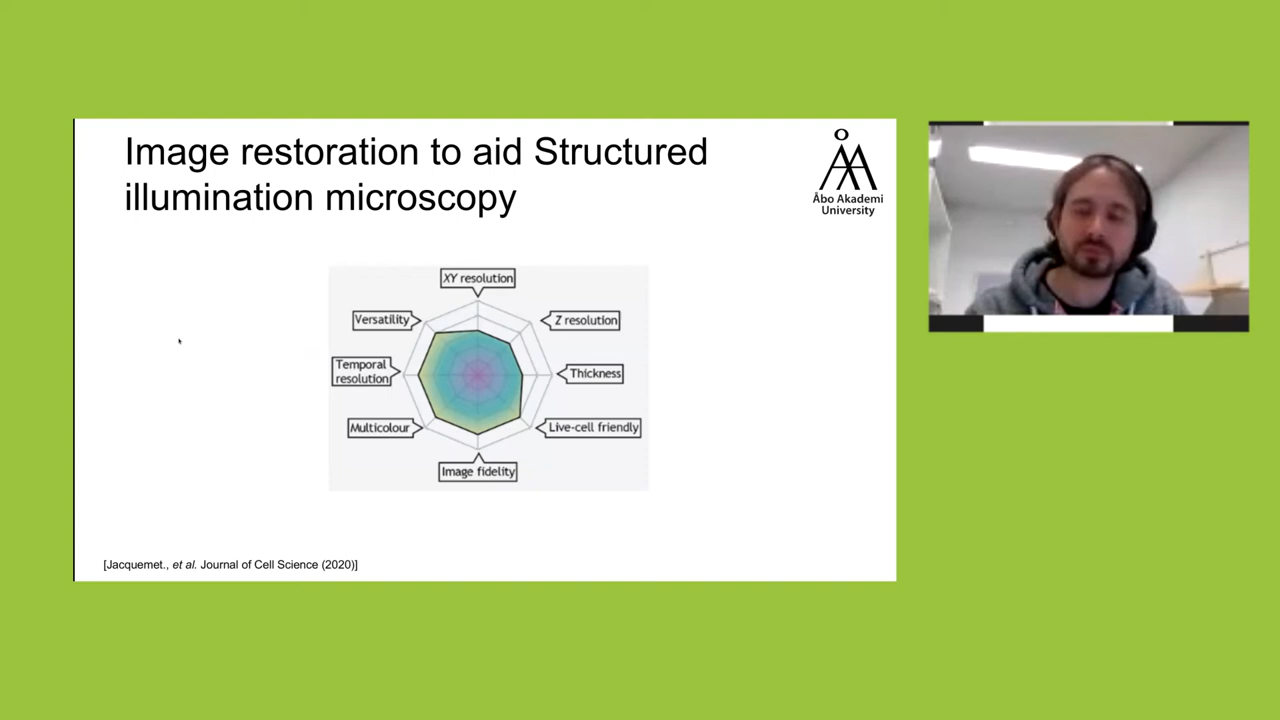 Image restoration to aid Structured
illumination microscopy
Åbo Akademi
University
XY resolution
Versatility
Z resolution
Temporal
resolution
Thickness
Multicolour
Live-cell friendly
Image fidelity
[Jacquemet., et al. Journal of Cell Science (2020)]